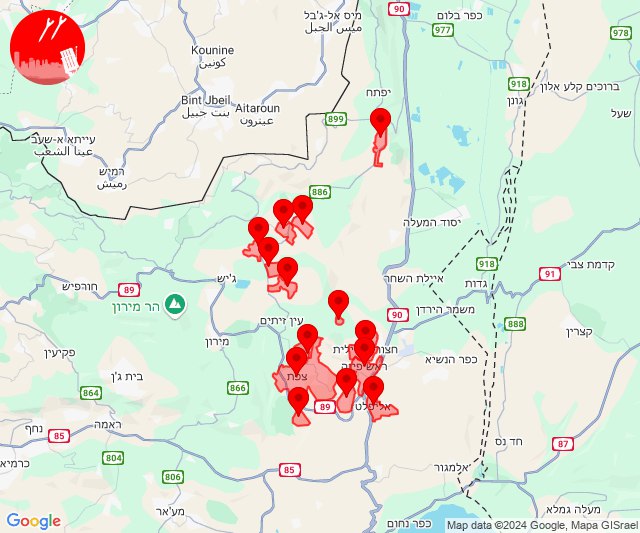 מיס אל-ג'בל
ميس الجبل
90
כפר בלום
977
978
Kounine
كونين
918
ברוכים קלע אלון
גונן
יפתח
Bint Jbeil
بنت جبيل
Aitaroun
عيترون
899
שעל
עייתא א-שעב
عيتا الشعب
רמיש
رميش
886
יסוד המעלה
918
קדמת צבי
91
ג'יש
איילת השחר
גדות
89
חורפיש
הר מירון
90
משמר הירדן
888
עין זיתים
קצרין
מירון
חצור הגלילית
כפר הנשיא
פקיעין
ראש פינה
בית ג'ן
צפת
866
864
89
אליפלט
ראמה
נחף
85
חד נס
87
804
806
85
אלמגור
כרמיא
מע'אר
מעלה גמלא
כפר נחום
Google
Map data ©2024 Google, Mapa GISrael